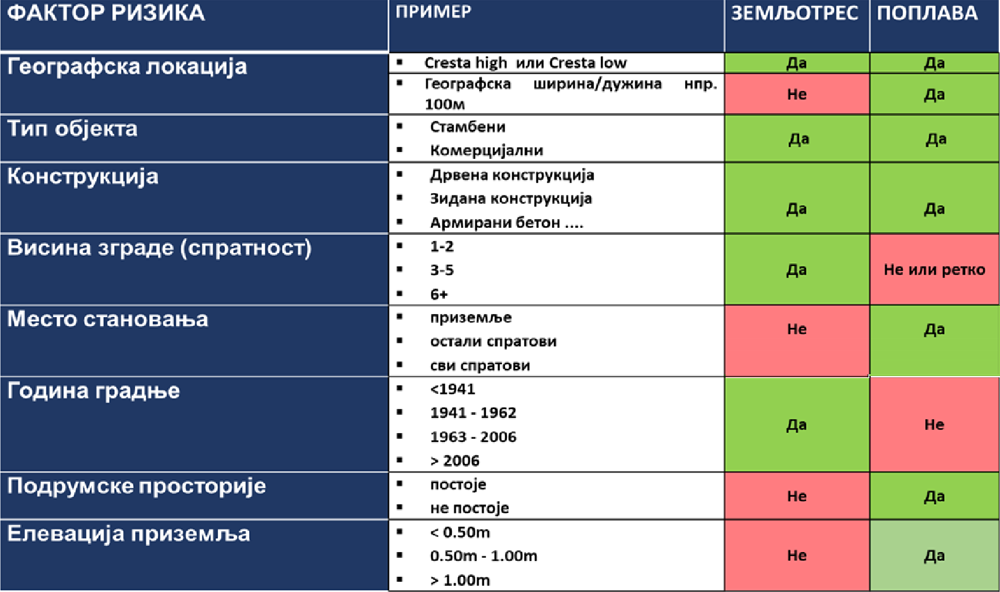 ФАКТОР РИЗИКА ПРИМЕР ЗЕМЉОТРЕС ПОПЛАВА
Географска локација
▪ Cresta high или Cresta low Да Да
▪ Географска ширина/дужина нпр.
100м Не Да
Тип објекта
▪ Стамбени
▪ Комерцијални
Да Да
Конструкција
▪ Дрвена конструкција
▪ Зидана конструкција
▪ Армирани бетон ....
Да Да
Висина зграде (спратност)
▪ 1-2
▪ 3-5
▪ 6+
Да Не или ретко
Место становања
▪ приземље
▪ остали спратови
▪ сви спратови
Не Да
Година градње
▪ <1941
▪ 1941 - 1962
▪ 1963 - 2006
▪ > 2006
Да Не
Подрумске просторије
▪ постоје
▪ не постоје
Не Да
Елевација приземља
▪ < 0.50m
▪ 0.50m - 1.00m
▪ > 1.00m
Не Да